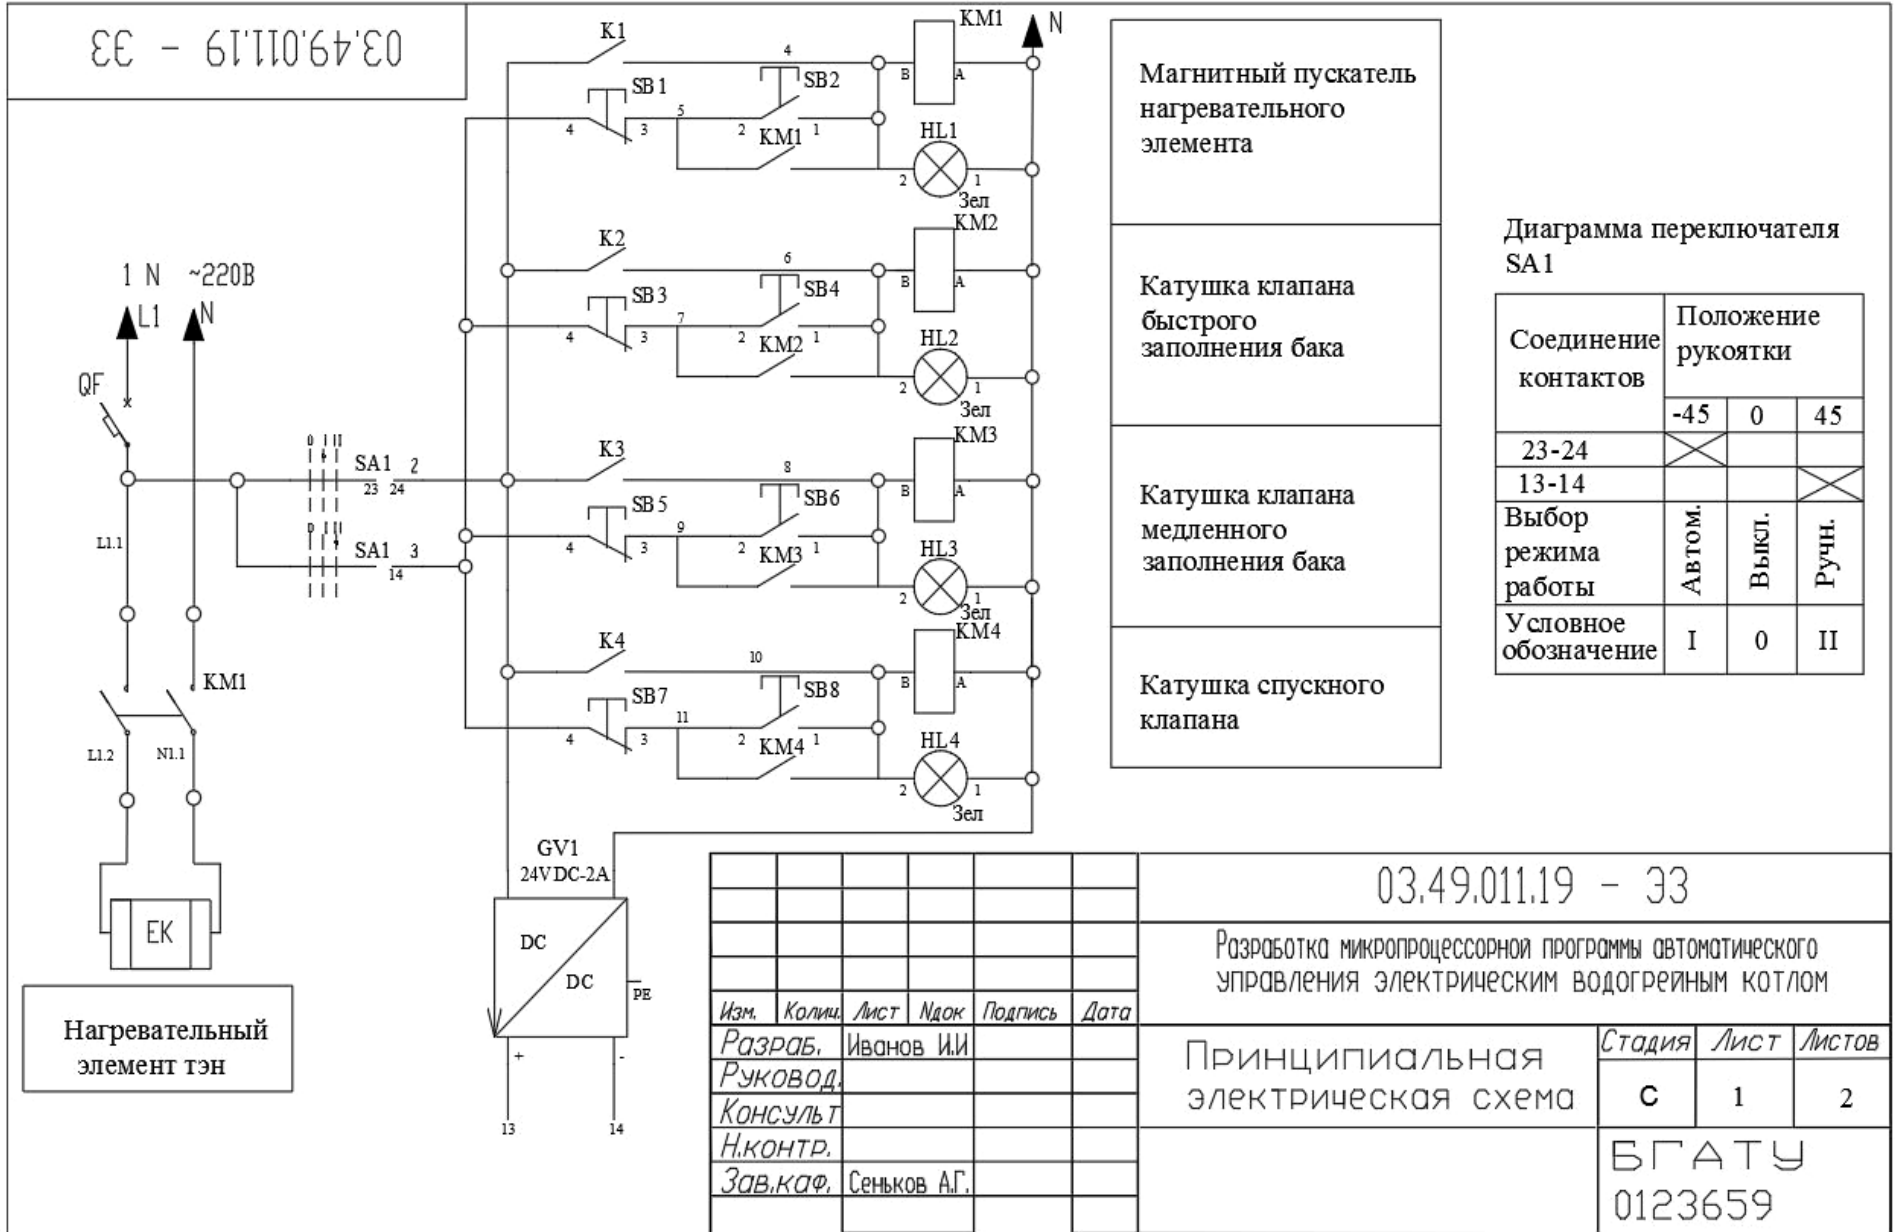 03.49.011.19 - ЭЗ
1 N ~220В
L1
N
QF
L1.1
KM1
L1.2
N1.1
EK
Нагревательный
элемент тэн
0 I II
SA1 2
23 24
0 I II
SA1 3
14
K1
4
KM1
N
B
A
SB1
SB2
5
4
3
2
1
KM1
HL1
2
1
Зел
K2
6
KM2
B
A
SB3
SB4
7
4
3
2
1
KM2
HL2
2
1
Зел
K3
8
KM3
B
A
SB5
SB6
9
4
3
2
1
KM3
HL3
2
1
Зел
K4
10
KM4
B
A
SB7
SB8
11
4
3
2
1
KM4
HL4
2
1
Зел
GV1
24VDC-2A
DC
DC
PE
+
-
13
14
Магнитный пускатель
нагревательного
элемента
Катушка клапана
быстрого
заполнения бака
Катушка клапана
медленного
заполнения бака
Катушка спускного
клапана
Диаграмма переключателя
SA1
Соединение
контактов
Положение
рукоятки
-45 0 45
23-24
13-14
Выбор
режима
работы
Автом.
Выкл.
Ручн.
Условное
обозначение
I 0 II
03.49.011.19 - ЭЗ
Разработка микропроцессорной программы автоматического
управления электрическим водогрейным котлом
Изм. Колич. Лист Nдок Подпись Дата
Разраб. Иванов И.И
Руковод.
Консульт
Н.контр.
Зав.каф. Сеньков А.Г.
Принципиальная
электрическая схема
Стадия Лист Листов
С 1 2
БГАТУ
0123659